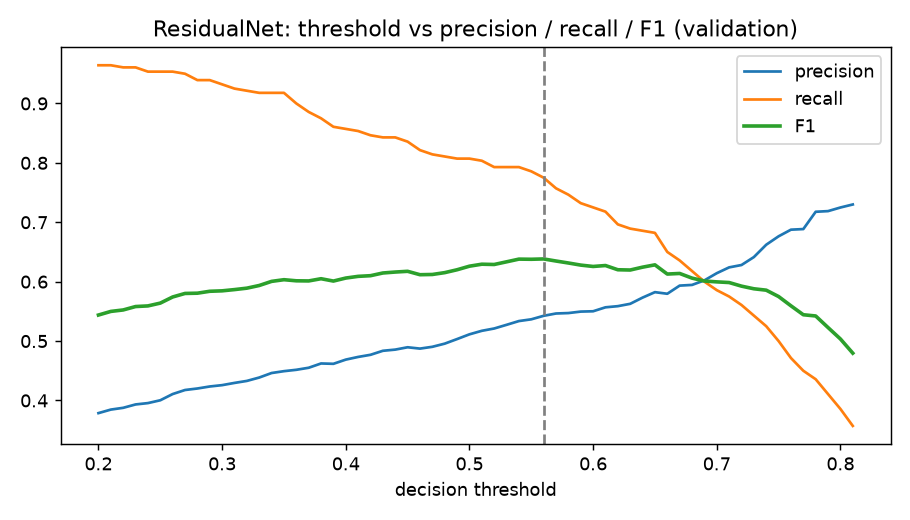 ResidualNet: threshold vs precision / recall / F1 (validation)
precision
recall
F1
0.9
0.8
0.7
0.6
0.5
0.4
0.2 0.3 0.4 0.5 0.6 0.7 0.8
decision threshold